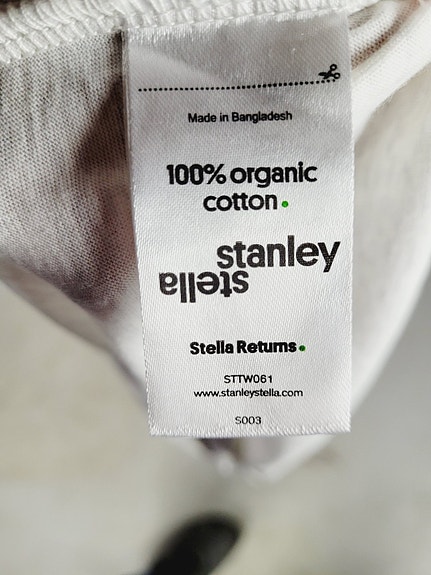 Made in Bangladesh
100% organic
cotton.
stanley
stella
Stella Returns.
STTW061
www.stanleystella.com
S003